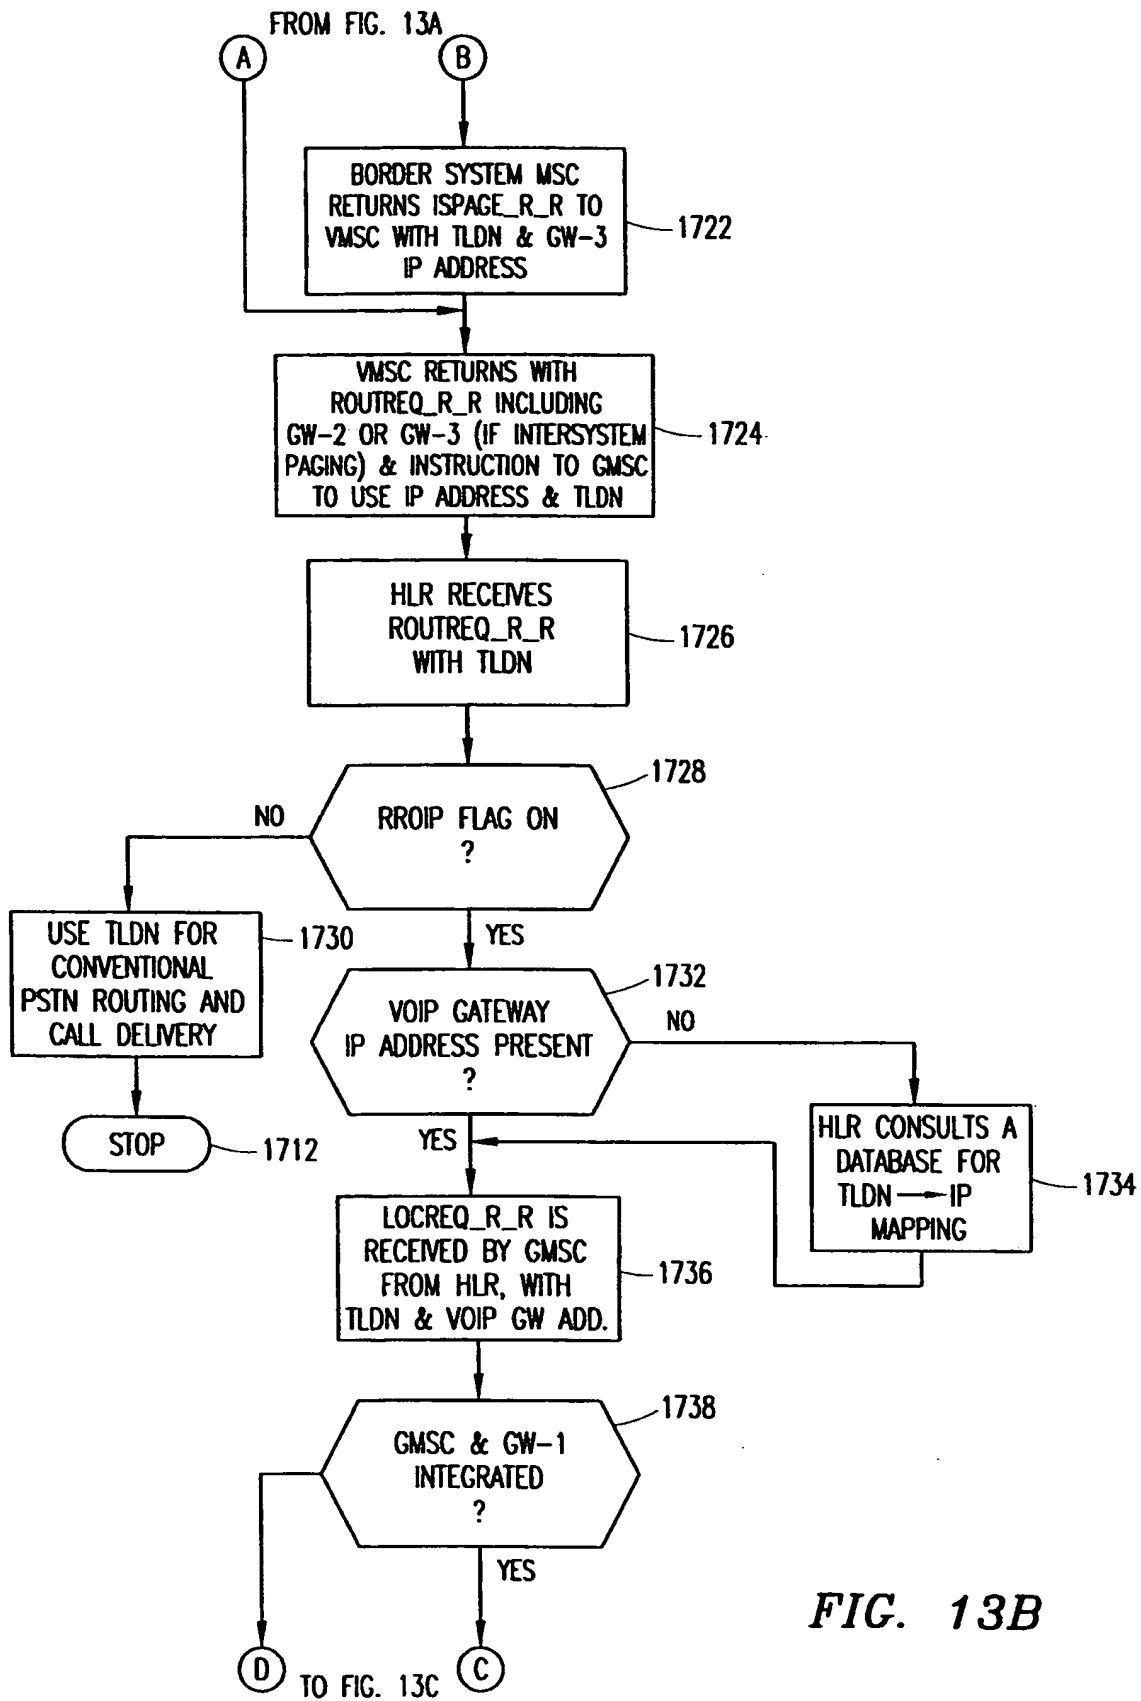 FROM FIG. 13A
A
B
BORDER SYSTEM MSC
RETURNS ISPAGE_R_R TO
VMSC WITH TLDN & GW-3
IP ADDRESS
1722
VMSC RETURNS WITH
ROUTREQ_R_R INCLUDING
GW-2 OR GW-3 (IF INTERSYSTEM
PAGING) & INSTRUCTION TO GMSC
TO USE IP ADDRESS & TLDN
1724
HLR RECEIVES
ROUTREQ_R_R
WITH TLDN
1726
RROIP FLAG ON
?
1728
NO
YES
USE TLDN FOR
CONVENTIONAL
PSTN ROUTING AND
CALL DELIVERY
1730
STOP
1712
VOIP GATEWAY
IP ADDRESS PRESENT
?
1732
NO
YES
HLR CONSULTS A
DATABASE FOR
TLDN → IP
MAPPING
1734
LOCREQ_R_R IS
RECEIVED BY GMSC
FROM HLR, WITH
TLDN & VOIP GW ADD.
1736
GMSC & GW-1
INTEGRATED
?
1738
YES
D
TO FIG. 13C
C
FIG. 13B